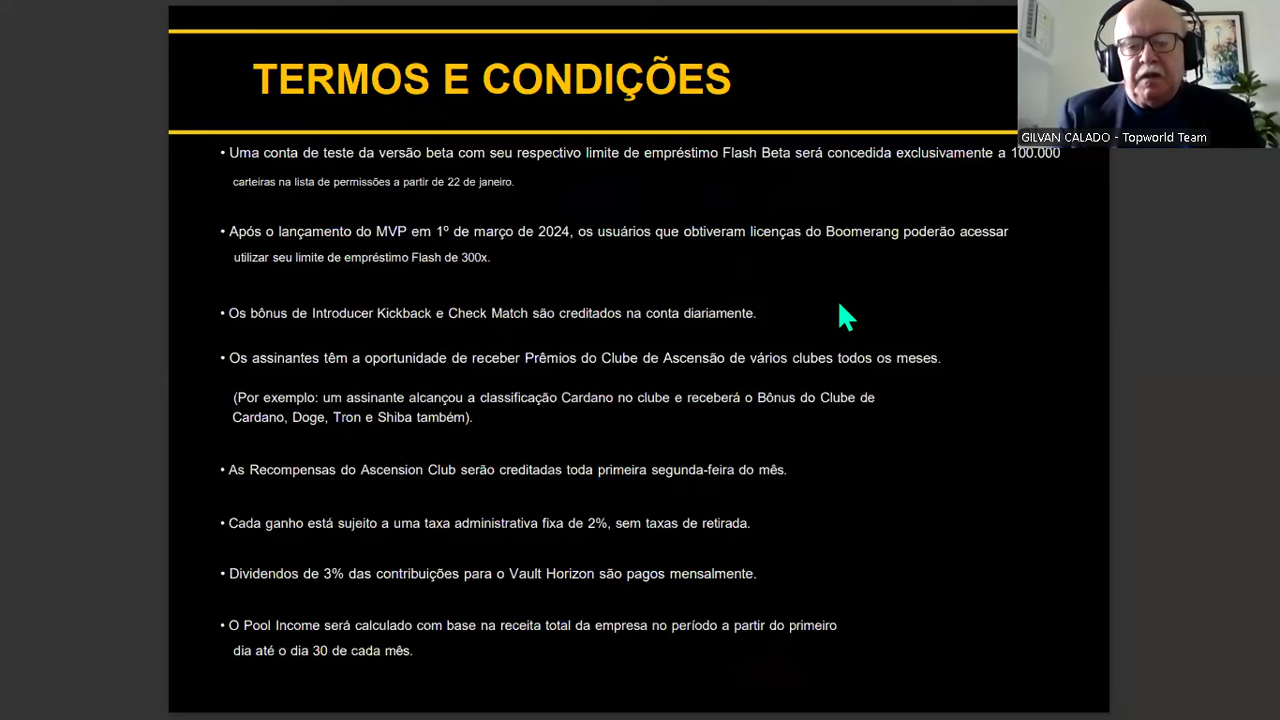 TERMOS E CONDIÇÕES
GILVAN CALADO - Topworld Team
• Uma conta de teste da versão beta com seu respectivo limite de empréstimo Flash Beta será concedida exclusivamente a 100.000
carteiras na lista de permissões a partir de 22 de janeiro.
• Após o lançamento do MVP em 1º de março de 2024, os usuários que obtiveram licenças do Boomerang poderão acessar
utilizar seu limite de empréstimo Flash de 300x.
• Os bônus de Introducer Kickback e Check Match são creditados na conta diariamente.
• Os assinantes têm a oportunidade de receber Prêmios do Clube de Ascensão de vários clubes todos os meses.
(Por exemplo: um assinante alcançou a classificação Cardano no clube e receberá o Bônus do Clube de
Cardano, Doge, Tron e Shiba também).
• As Recompensas do Ascension Club serão creditadas toda primeira segunda-feira do mês.
• Cada ganho está sujeito a uma taxa administrativa fixa de 2%, sem taxas de retirada.
• Dividendos de 3% das contribuições para o Vault Horizon são pagos mensalmente.
• O Pool Income será calculado com base na receita total da empresa no período a partir do primeiro
dia até o dia 30 de cada mês.